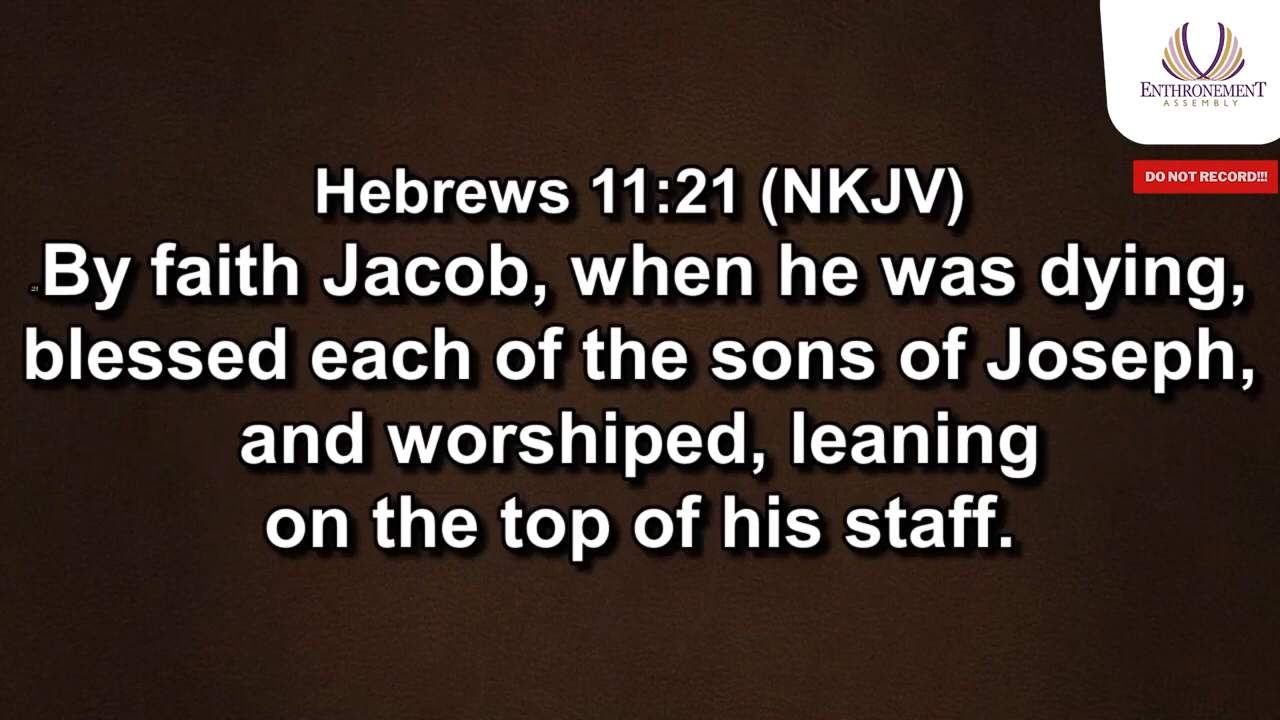 ENTHRONEMENT
ASSEMBLY
DO NOT RECORD!!!
Hebrews 11:21 (NKJV)
21 By faith Jacob, when he was dying,
blessed each of the sons of Joseph,
and worshiped, leaning
on the top of his staff.